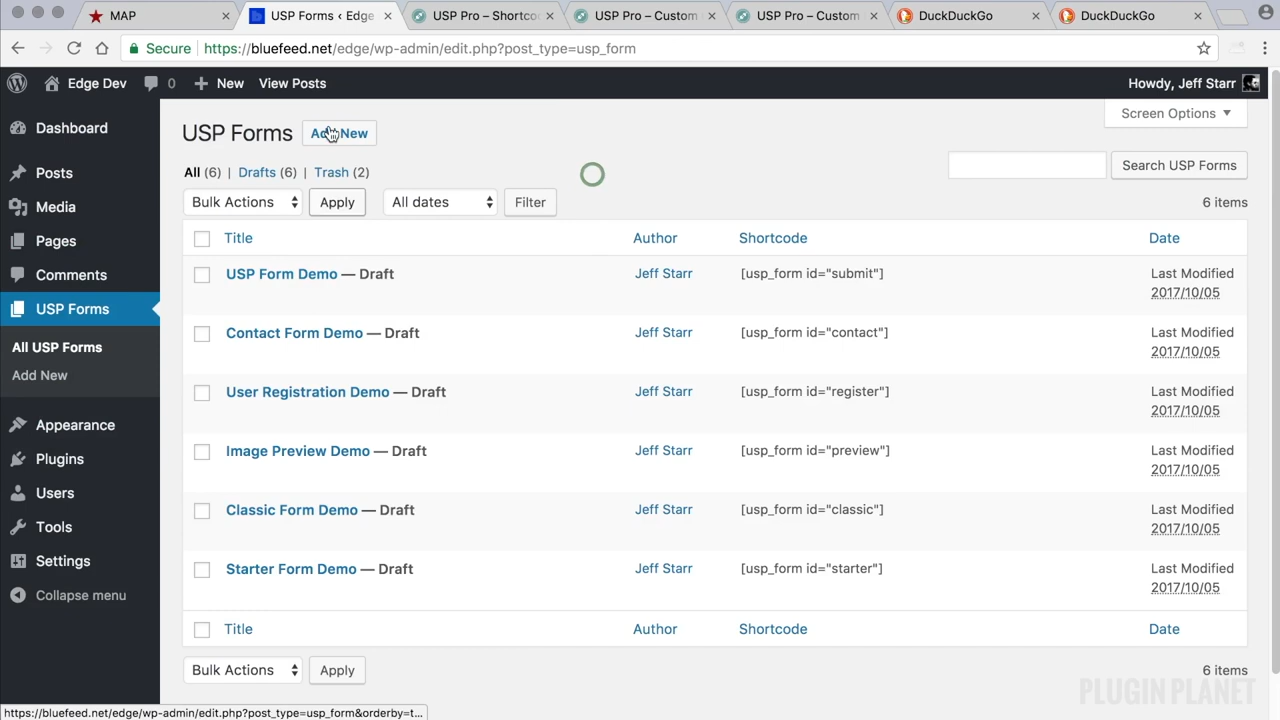 MAP
USP Forms ‹ Edge
USP Pro – Shortco
USP Pro – Custom
USP Pro – Custom
DuckDuckGo
DuckDuckGo
Secure
https://bluefeed.net/edge/wp-admin/edit.php?post_type=usp_form
Edge Dev
0
New
View Posts
Howdy, Jeff Starr
Dashboard
Posts
Media
Pages
Comments
USP Forms
All USP Forms
Add New
Appearance
Plugins
Users
Tools
Settings
Collapse menu
USP Forms
Add New
Screen Options
All (6) | Drafts (6) | Trash (2)
Search USP Forms
Bulk Actions
Apply
All dates
Filter
6 items
Title Author Shortcode Date
USP Form Demo — Draft Jeff Starr [usp_form id="submit"] Last Modified
2017/10/05
Contact Form Demo — Draft Jeff Starr [usp_form id="contact"] Last Modified
2017/10/05
User Registration Demo — Draft Jeff Starr [usp_form id="register"] Last Modified
2017/10/05
Image Preview Demo — Draft Jeff Starr [usp_form id="preview"] Last Modified
2017/10/05
Classic Form Demo — Draft Jeff Starr [usp_form id="classic"] Last Modified
2017/10/05
Starter Form Demo — Draft Jeff Starr [usp_form id="starter"] Last Modified
2017/10/05
Title Author Shortcode Date
Bulk Actions
Apply
6 items
PLUGIN PLANET
https://bluefeed.net/edge/wp-admin/edit.php?post_type=usp_form&orderby=t...